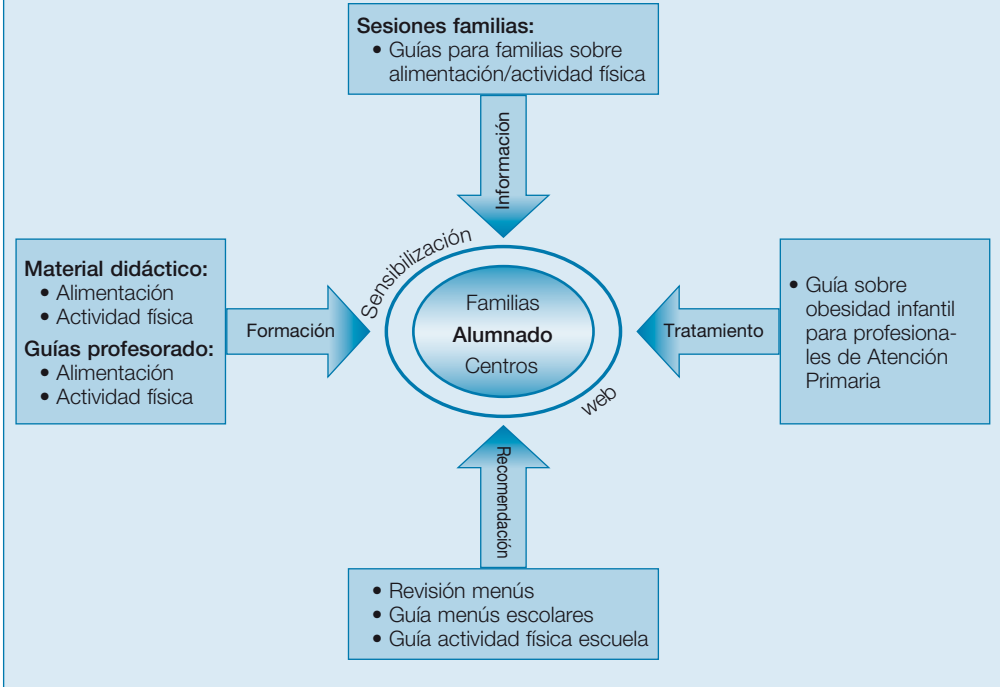 Sesiones familias:
• Guías para familias sobre
alimentación/actividad física
Información
Material didáctico:
• Alimentación
• Actividad física
Guías profesorado:
• Alimentación
• Actividad física
Formación
Sensibilización
Familias
Alumnado
Centros
web
Tratamiento
• Guía sobre
obesidad infantil
para profesiona-
les de Atención
Primaria
Recomendación
• Revisión menús
• Guía menús escolares
• Guía actividad física escuela